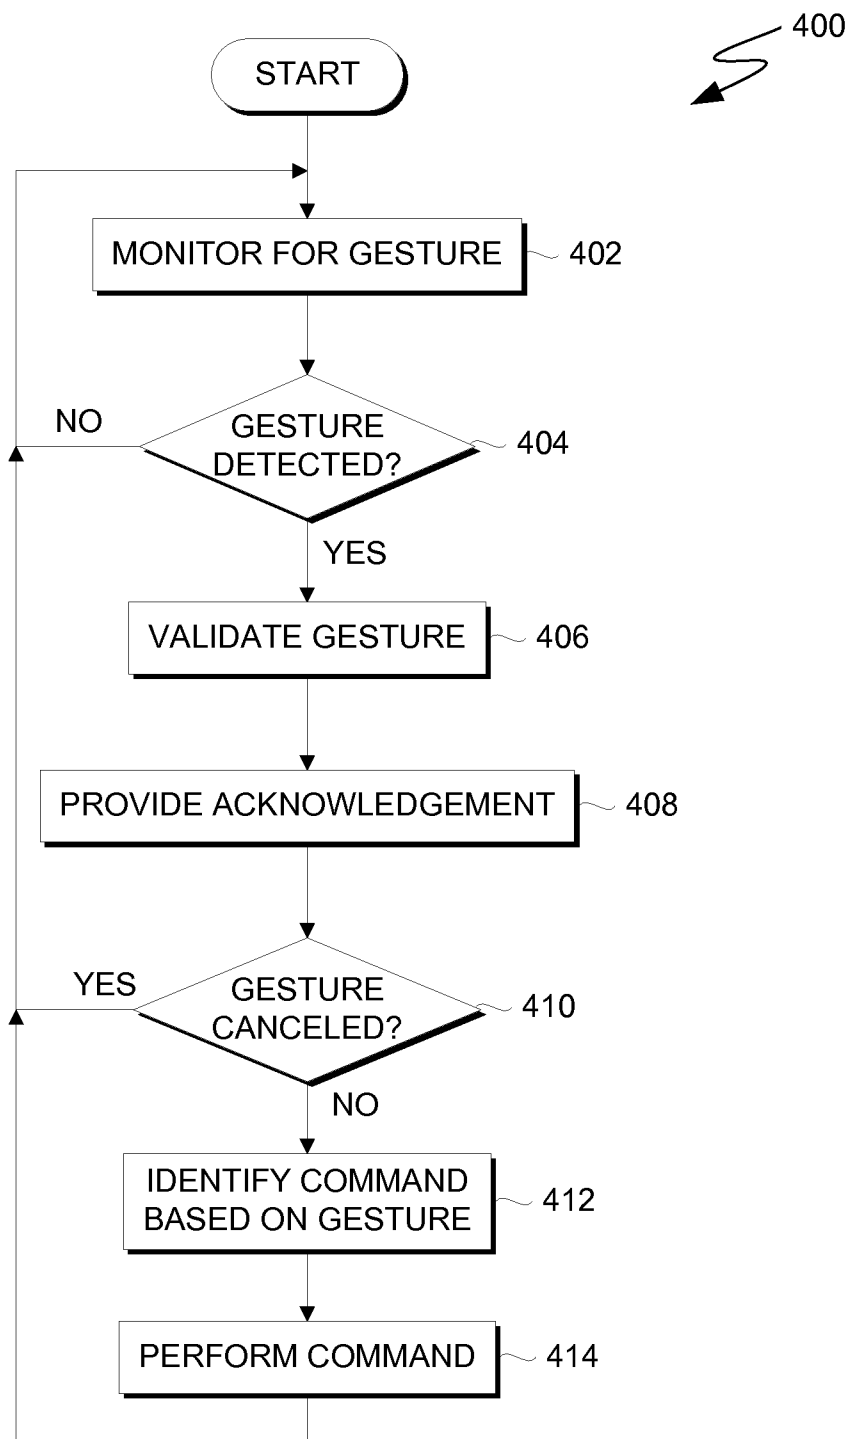 400
START
MONITOR FOR GESTURE
402
NO
GESTURE
DETECTED?
404
YES
VALIDATE GESTURE
406
PROVIDE ACKNOWLEDGEMENT
408
YES
GESTURE
CANCELED?
410
NO
IDENTIFY COMMAND
BASED ON GESTURE
412
PERFORM COMMAND
414